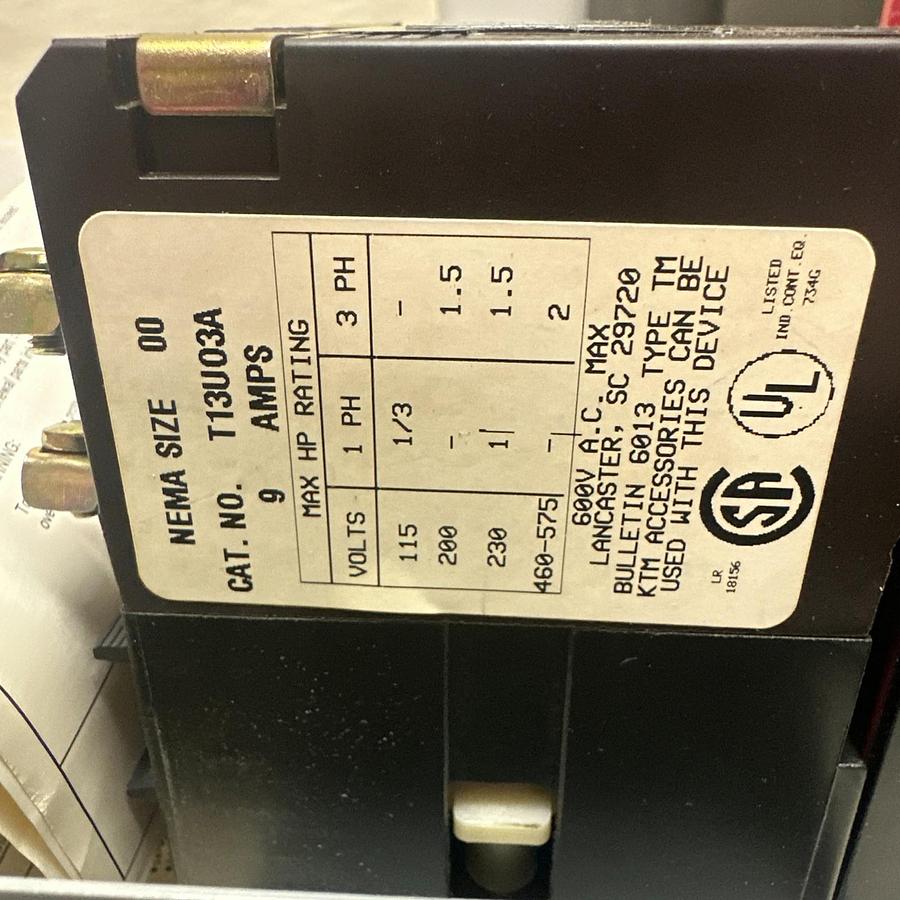 NEMA SIZE 00
CAT. NO. T13U03A
9 AMPS
MAX HP RATING
VOLTS 1 PH 3 PH
115 1/3 -
200 - 1.5
230 1 1.5
460-575 - 2
600V A.C. MAX
LANCASTER, SC 29720
BULLETIN 6013 TYPE TM
KTM ACCESSORIES CAN BE
USED WITH THIS DEVICE
LR
18156
SA
UL
LISTED
IND.CONT.EQ.
734G